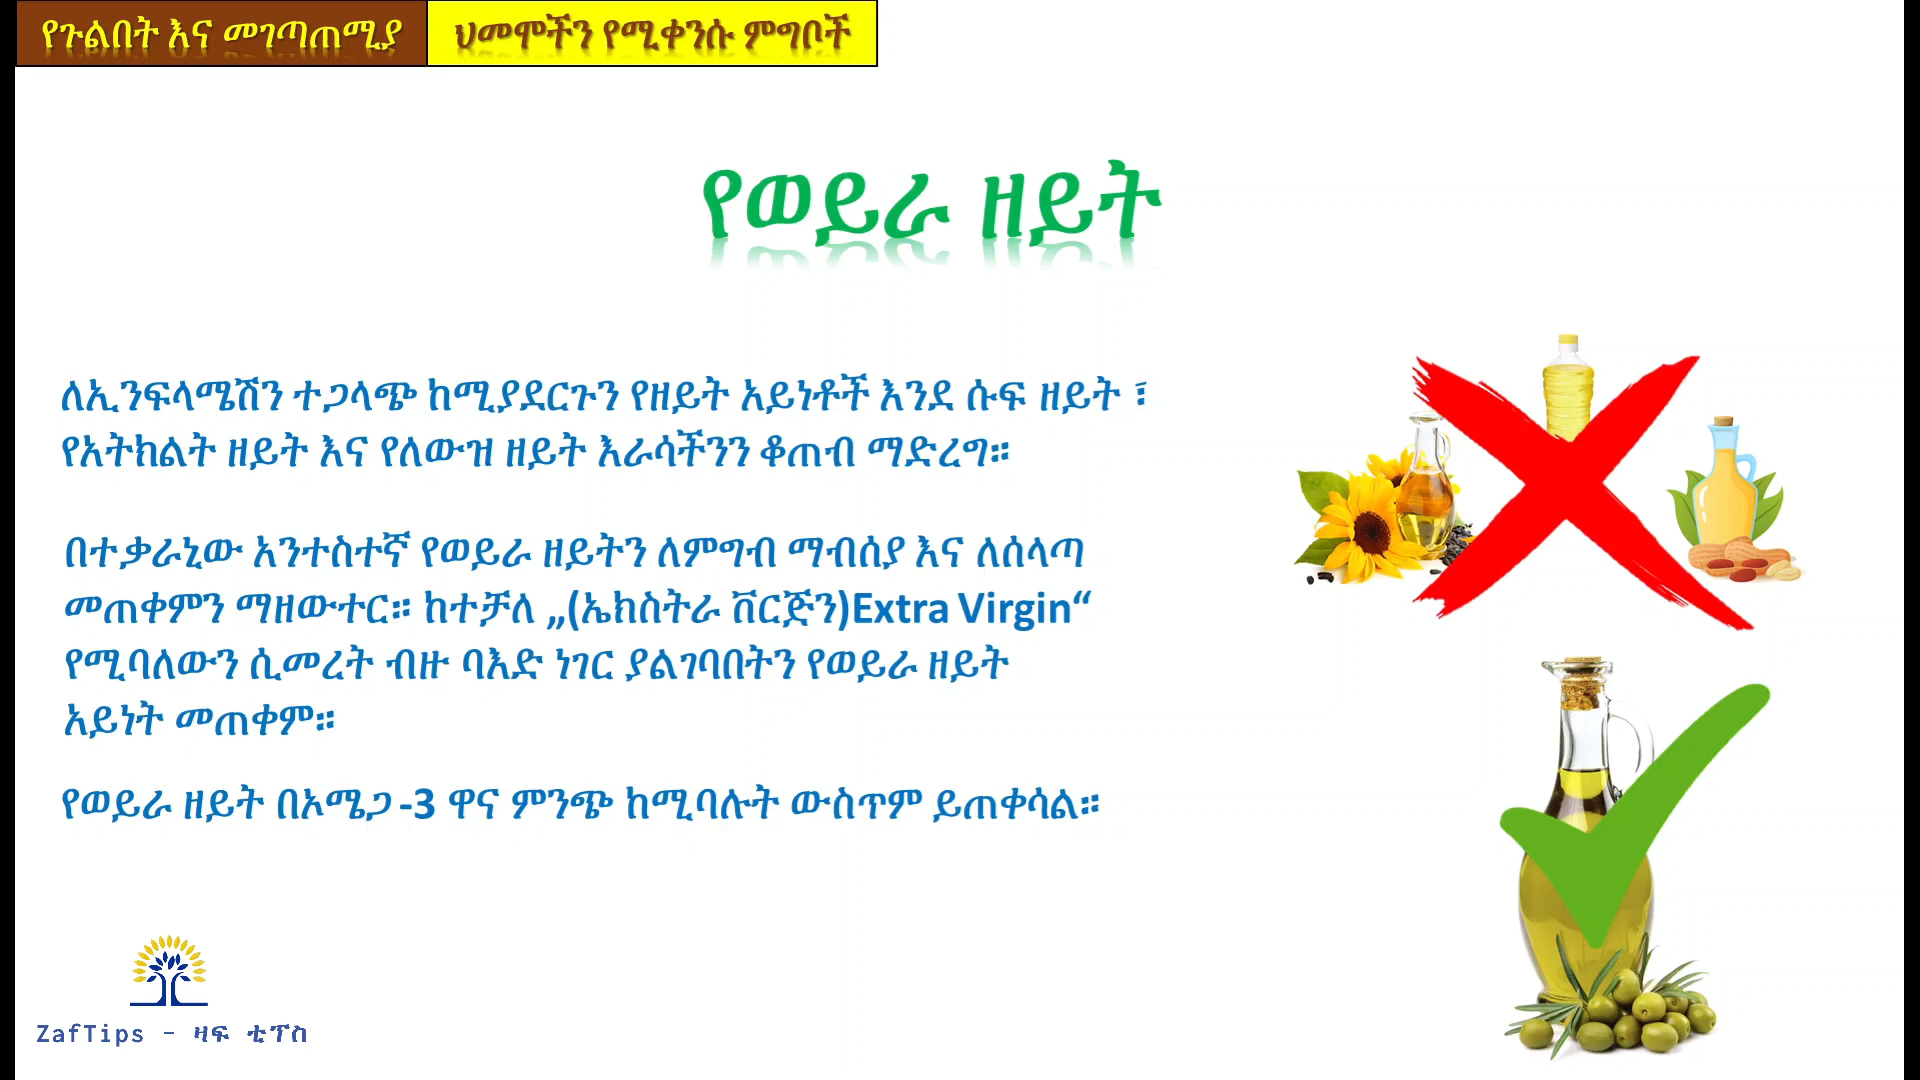 የጉልበት እና መገጣጠሚያ ህመሞችን የሚቀንሱ ምግቦች
የወይራ ዘይት
ለኢንፍላሜሽን ተጋላጭ ከሚያደርጉን የዘይት አይነቶች እንደ ሱፍ ዘይት ፣
የአትክልት ዘይት እና የለውዝ ዘይት እራሳችንን ቆጠብ ማድረግ።
በተቃራኒው አንተስተኛ የወይራ ዘይትን ለምግብ ማብሰያ እና ለሰላጣ
መጠቀምን ማዘውተር። ከተቻለ „(ኤክስትራ ቨርጅን)Extra Virgin“
የሚባለውን ሲመረት ብዙ ባእድ ነገር ያልገባበትን የወይራ ዘይት
አይነት መጠቀም።
የወይራ ዘይት በኦሜጋ -3 ዋና ምንጭ ከሚባሉት ውስጥም ይጠቀሳል።
ZafTips - ዛፍ ቲፕስ